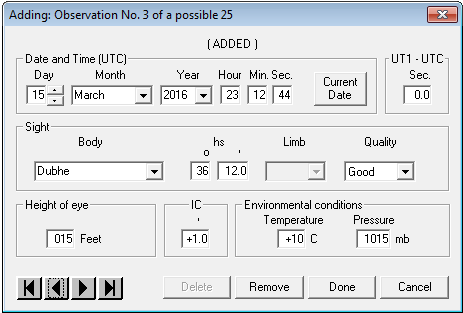 Adding: Observation No. 3 of a possible 25
( ADDED )
Date and Time (UTC) UT1 - UTC
Day Month Year Hour Min. Sec. Sec.
15 March 2016 23 12 44 Current Date 0.0
Sight
Body hs Limb Quality
o '
Dubhe 36 12.0 Good
Height of eye IC Environmental conditions
' Temperature Pressure
015 Feet +1.0 +10 C 1015 mb
Delete Remove Done Cancel